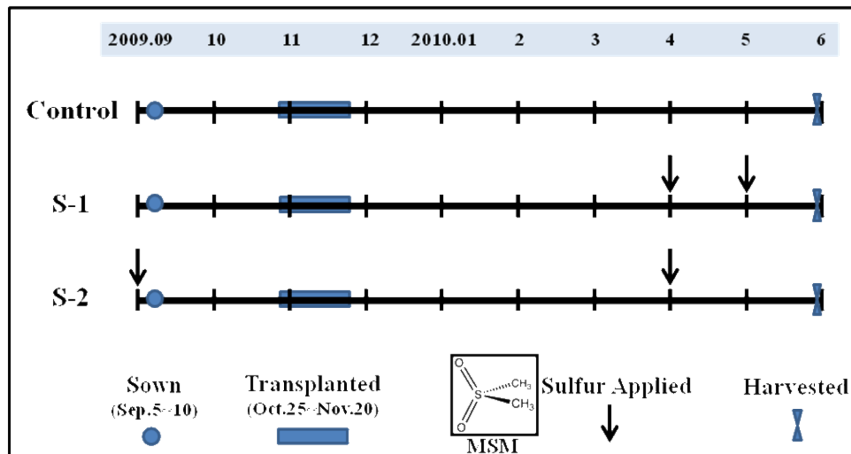 2009.09 10 11 12 2010.01 2 3 4 5 6
Control
S-1
S-2
Sown
(Sep.5~10)
Transplanted
(Oct.25~Nov.20)
O
S
CH3
CH3
O
MSM
Sulfur Applied
Harvested